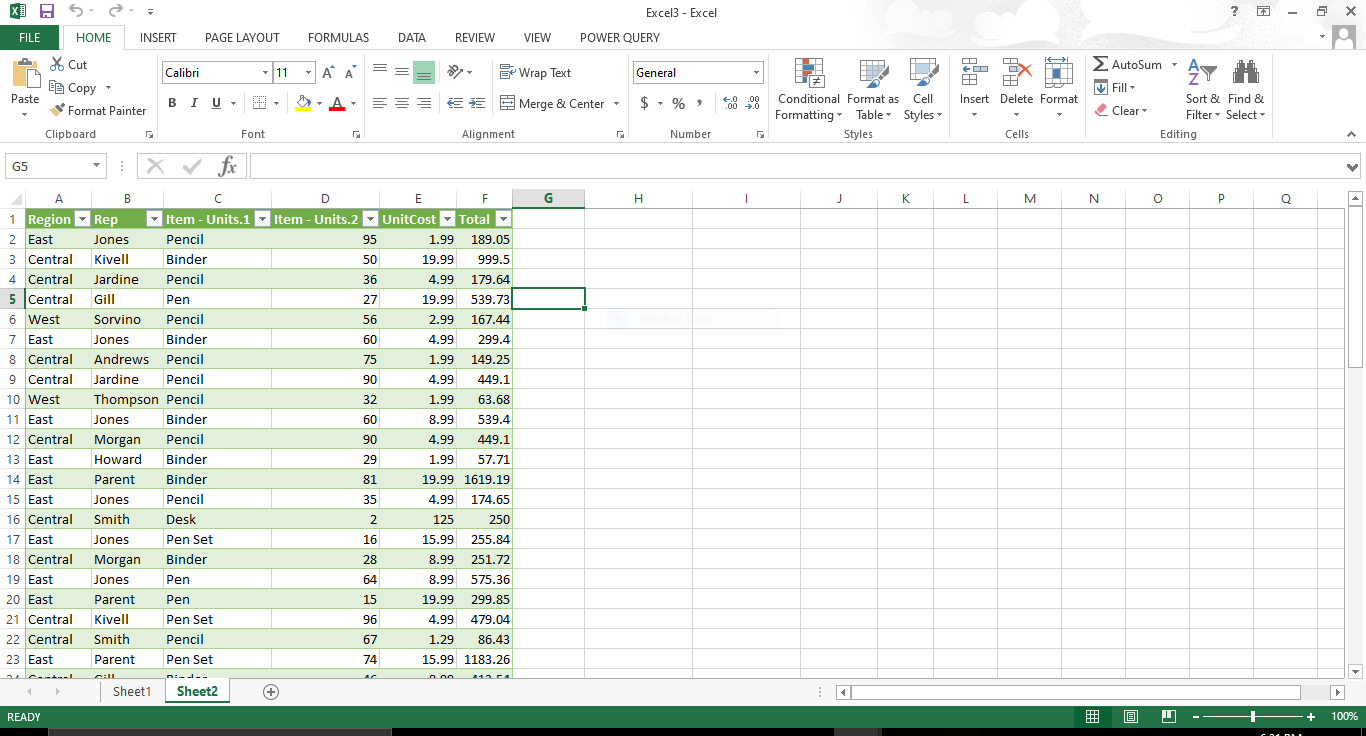 Excel3 - Excel
FILE HOME INSERT PAGE LAYOUT FORMULAS DATA REVIEW VIEW POWER QUERY
Paste
Cut
Copy
Format Painter
Clipboard
Calibri 11
B I U
Font
Wrap Text
Merge & Center
Alignment
General
$ % ,
Number
Conditional Formatting
Format as Table
Cell Styles
Styles
Insert
Delete
Format
Cells
AutoSum
Fill
Clear
Sort & Filter
Find & Select
Editing
G5 fx
A B C D E F G H I J K L M N O P Q
1 Region Rep Item - Units.1 Item - Units.2 UnitCost Total
2 East Jones Pencil 95 1.99 189.05
3 Central Kivell Binder 50 19.99 999.5
4 Central Jardine Pencil 36 4.99 179.64
5 Central Gill Pen 27 19.99 539.73
6 West Sorvino Pencil 56 2.99 167.44
7 East Jones Binder 60 4.99 299.4
8 Central Andrews Pencil 75 1.99 149.25
9 Central Jardine Pencil 90 4.99 449.1
10 West Thompson Pencil 32 1.99 63.68
11 East Jones Binder 60 8.99 539.4
12 Central Morgan Pencil 90 4.99 449.1
13 East Howard Binder 29 1.99 57.71
14 East Parent Binder 81 19.99 1619.19
15 East Jones Pencil 35 4.99 174.65
16 Central Smith Desk 2 125 250
17 East Jones Pen Set 16 15.99 255.84
18 Central Morgan Binder 28 8.99 251.72
19 East Jones Pen 64 8.99 575.36
20 East Parent Pen 15 19.99 299.85
21 Central Kivell Pen Set 96 4.99 479.04
22 Central Smith Pencil 67 1.29 86.43
23 East Parent Pen Set 74 15.99 1183.26
Sheet1 Sheet2
READY 100%